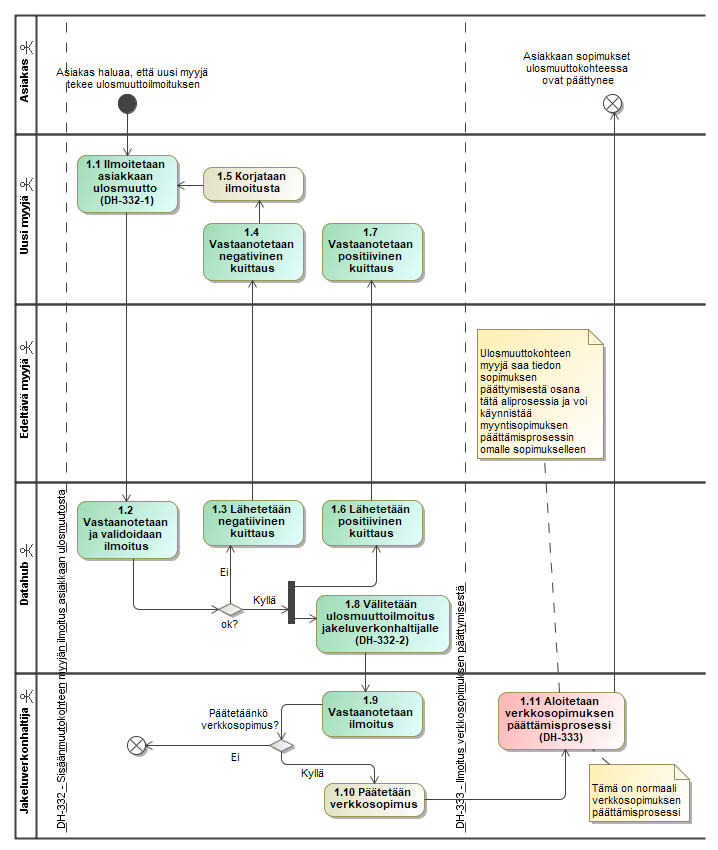 Asiakas
Asiakas haluaa, että uusi myyjä
tekee ulosmuuttoilmoituksen
Asiakkaan sopimukset
ulosmuuttokohteessa
ovat päättynee
Uusi myyjä
1.1 Ilmoitetaan
asiakkaan
ulosmuutto
(DH-332-1)
1.5 Korjataan
ilmoitusta
1.4
Vastaanotetaan
negativinen
kuittaus
1.7
Vastaanotetaan
positiivinen
kuittaus
Edeltävä myyjä
Ulosmuuttokohteen
myyjä saa tiedon
sopimuksen
päättymisestä osana
tätä aliprosessia ja voi
käynnistää
myyntisopimuksen
päättämisprosessin
omalle sopimukselleen
Datahub
1.2
Vastaanotetaan
ja validoidaan
ilmoitus
1.3 Lähetetään
negatiivinen
kuittaus
1.6 Lähetetään
positiivinen
kuittaus
Ei
Kyllä
ok?
1.8 Välitetään
ulosmuuttoilmoitus
jakeluverkonhaltijalle
(DH-332-2)
DH-332 - Sisäänmuutokohteen myyjän ilmoitus asiakkaan ulosmuutosta
DH-333 - Ilmoitus verkkosopimuksen päättymisestä
Jakeluverkonhaltija
Päätetäänkö
verkkosopimus?
1.9
Vastaanotetaan
ilmoitus
Ei
Kyllä
1.10 Päätetään
verkkosopimus
1.11 Aloitetaan
verkkosopimuksen
päättämisprosessi
(DH-333)
Tämä on normaali
verkkosopimuksen
päättämisprosessi